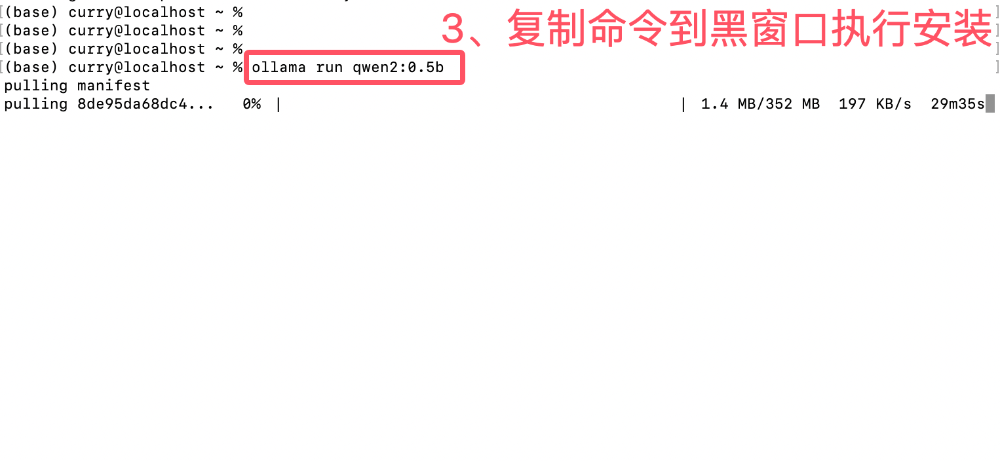 (base) curry@localhost ~ %
(base) curry@localhost ~ %
(base) curry@localhost ~ %
3、复制命令到黑窗口执行安装
(base) curry@localhost ~ % ollama run qwen2:0.5b
pulling manifest
pulling 8de95da68dc4... 0% | | 1.4 MB/352 MB 197 KB/s 29m35s